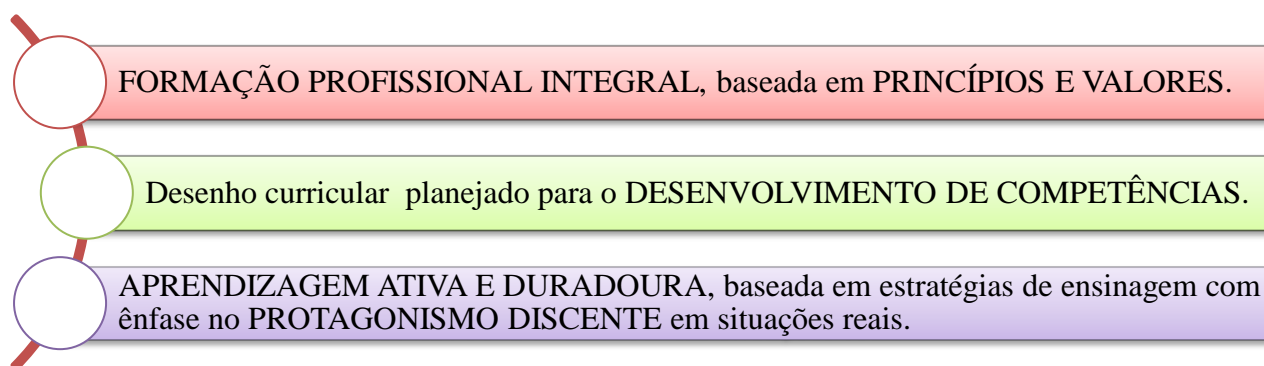 FORMAÇÃO PROFISSIONAL INTEGRAL, baseada em PRINCÍPIOS E VALORES.
Desenho curricular planejado para o DESENVOLVIMENTO DE COMPETÊNCIAS.
APRENDIZAGEM ATIVA E DURADOURA, baseada em estratégias de ensinagem com
ênfase no PROTAGONISMO DISCENTE em situações reais.